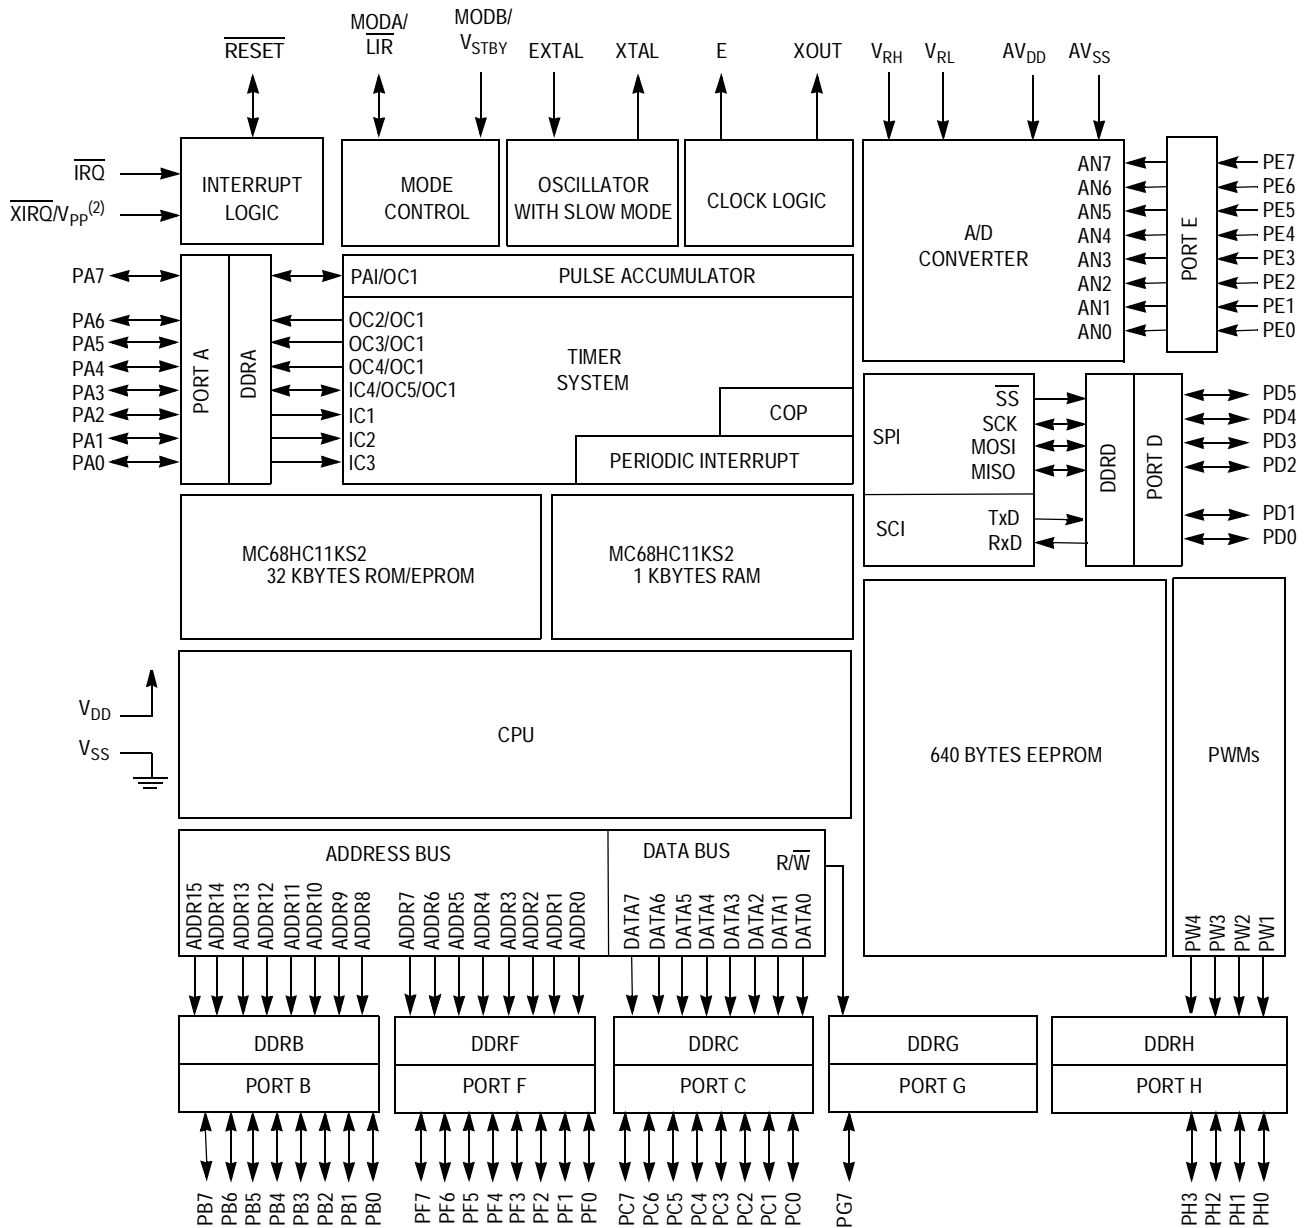 RESET
MODA/
LIR
MODB/
VSTBY
EXTAL
XTAL
E
XOUT
VRH
VRL
AVDD
AVSS
IRQ
XIRQ/VPP(2)
INTERRUPT
LOGIC
MODE
CONTROL
OSCILLATOR
WITH SLOW MODE
CLOCK LOGIC
A/D
CONVERTER
AN7
AN6
AN5
AN4
AN3
AN2
AN1
AN0
PORT E
PE7
PE6
PE5
PE4
PE3
PE2
PE1
PE0
PA7
PA6
PA5
PA4
PA3
PA2
PA1
PA0
PORT A
DDRA
PAI/OC1
PULSE ACCUMULATOR
OC2/OC1
OC3/OC1
OC4/OC1
IC4/OC5/OC1
IC1
IC2
IC3
TIMER
SYSTEM
COP
PERIODIC INTERRUPT
SPI
SS
SCK
MOSI
MISO
SCI
TxD
RxD
DDRD
PORT D
PD5
PD4
PD3
PD2
PD1
PD0
MC68HC11KS2
32 KBYTES ROM/EPROM
MC68HC11KS2
1 KBYTES RAM
VDD
VSS
CPU
640 BYTES EEPROM
PWMs
PW4
PW3
PW2
PW1
ADDRESS BUS
DATA BUS
R/W
ADDR15
ADDR14
ADDR13
ADDR12
ADDR11
ADDR10
ADDR9
ADDR8
ADDR7
ADDR6
ADDR5
ADDR4
ADDR3
ADDR2
ADDR1
ADDR0
DATA7
DATA6
DATA5
DATA4
DATA3
DATA2
DATA1
DATA0
DDRB
PORT B
DDRF
PORT F
DDRC
PORT C
DDRG
PORT G
DDRH
PORT H
PB7
PB6
PB5
PB4
PB3
PB2
PB1
PB0
PF7
PF6
PF5
PF4
PF3
PF2
PF1
PF0
PC7
PC6
PC5
PC4
PC3
PC2
PC1
PC0
PG7
PH3
PH2
PH1
PH0